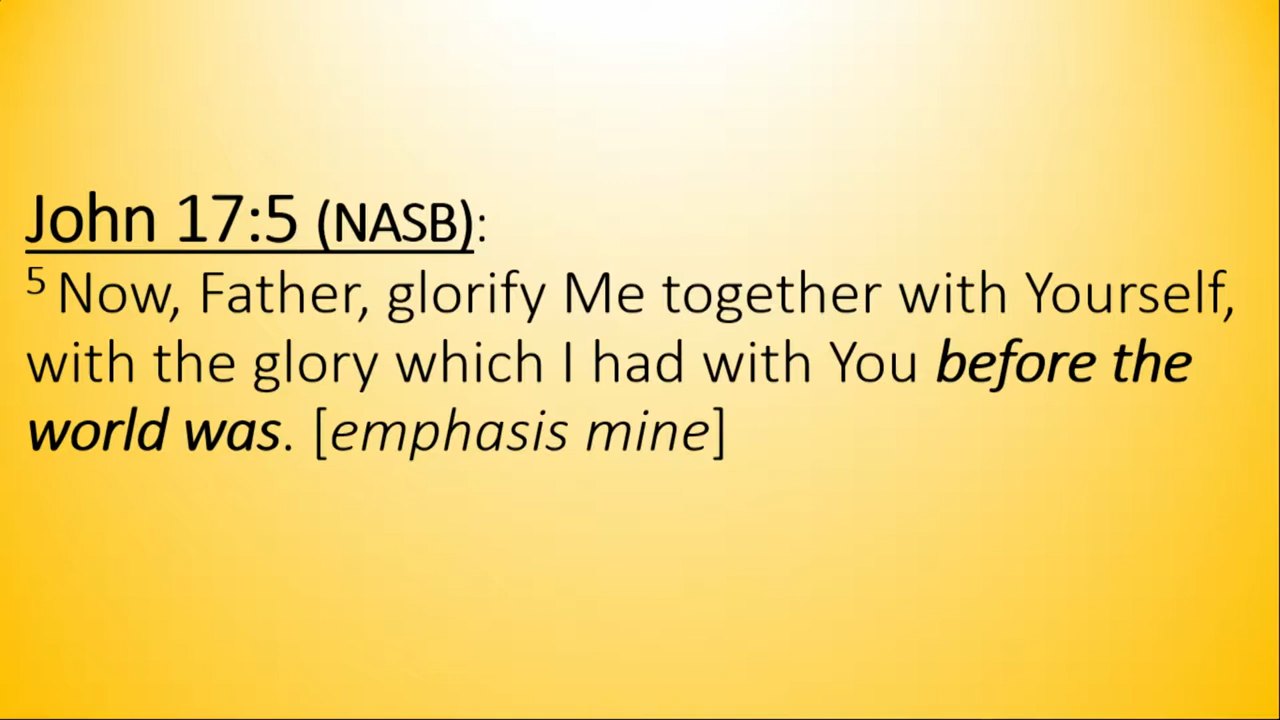 John 17:5 (NASB):
5 Now, Father, glorify Me together with Yourself,
with the glory which I had with You before the
world was. [emphasis mine]